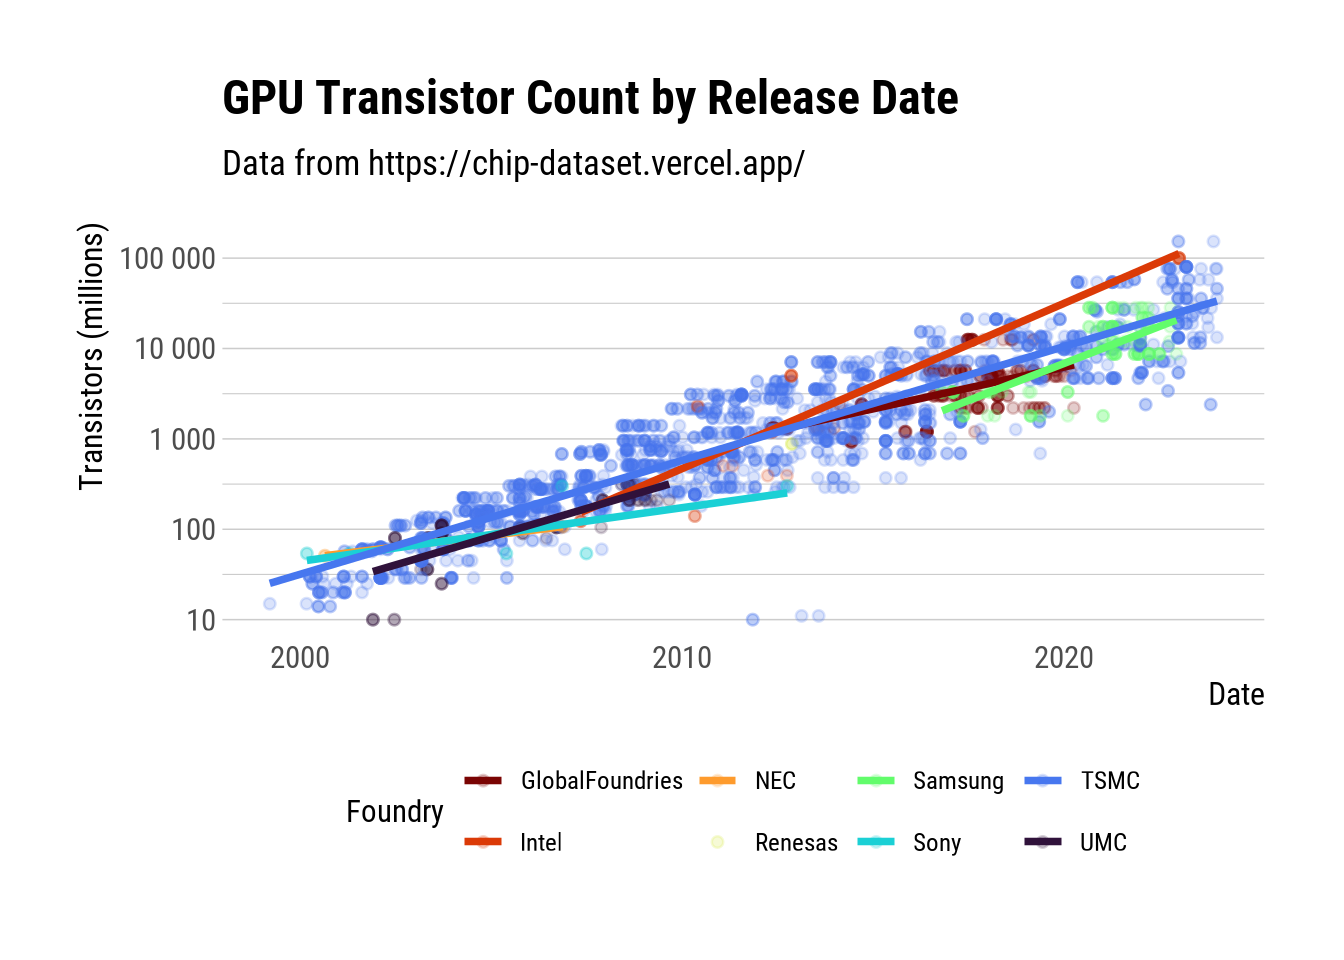 GPU Transistor Count by Release Date
Data from https://chip-dataset.vercel.app/
Transistors (millions)
100 000
10 000
1 000
100
10
2000 2010 2020
Date
Foundry
GlobalFoundries NEC Samsung TSMC
Intel Renesas Sony UMC